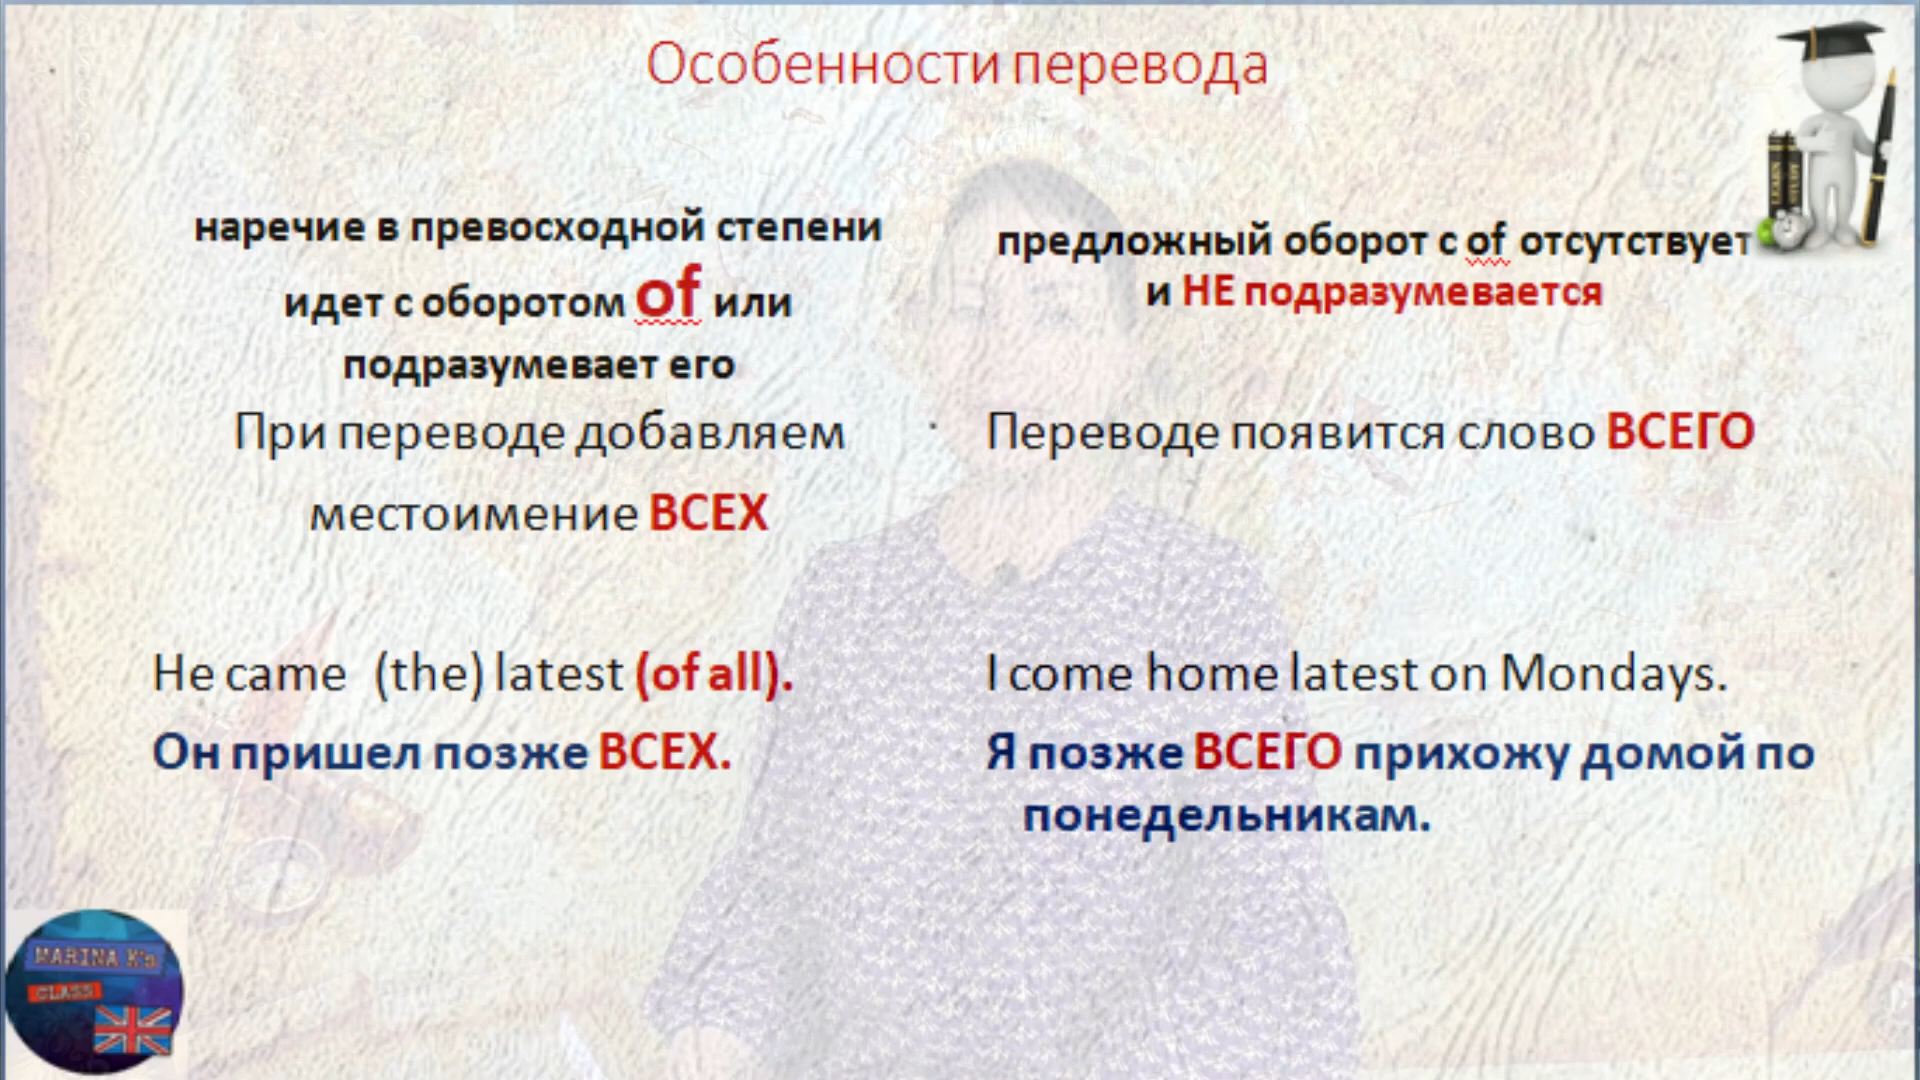 Особенности перевода
наречие в превосходной степени
идет с оборотом of или
подразумевает его
При переводе добавляем
местоимение ВСЕХ
He came (the) latest (of all).
Он пришел позже ВСЕХ.
предложный оборот с of отсутствует
и НЕ подразумевается
Переводе появится слово ВСЕГО
I come home latest on Mondays.
Я позже ВСЕГО прихожу домой по
понедельникам.
LEARN
STUDY
MARINA K's
CLASS